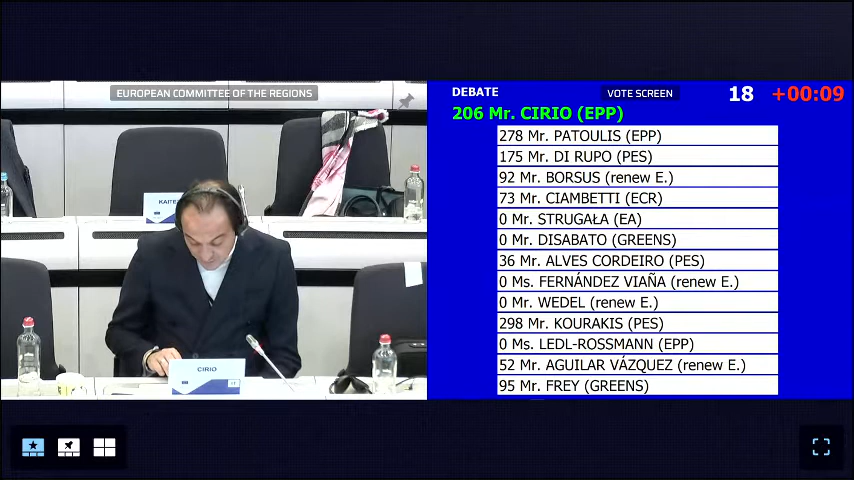 EUROPEAN COMMITTEE OF THE REGIONS
KAITE
CIRIO
DEBATE
VOTE SCREEN
18
+00:09
206 Mr. CIRIO (EPP)
278 Mr. PATOULIS (EPP)
175 Mr. DI RUPO (PES)
92 Mr. BORSUS (renew E.)
73 Mr. CIAMBETTI (ECR)
0 Mr. STRUGAŁA (EA)
0 Mr. DISABATO (GREENS)
36 Mr. ALVES CORDEIRO (PES)
0 Ms. FERNÁNDEZ VIAÑA (renew E.)
0 Mr. WEDEL (renew E.)
298 Mr. KOURAKIS (PES)
0 Ms. LEDL-ROSSMANN (EPP)
52 Mr. AGUILAR VÁZQUEZ (renew E.)
95 Mr. FREY (GREENS)